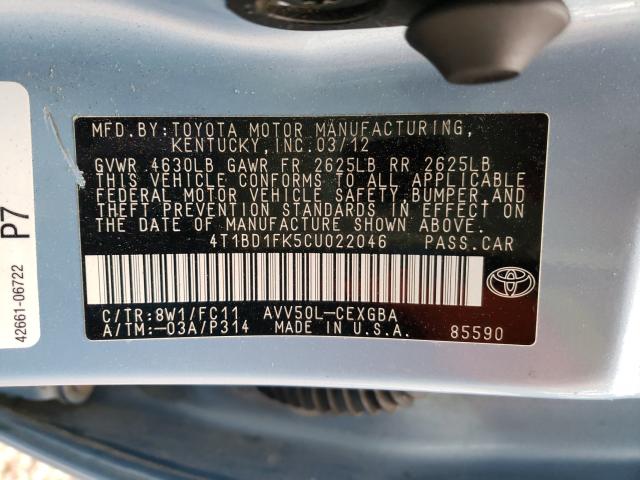 MFD.BY:TOYOTA MOTOR MANUFACTURING,
KENTUCKY, INC. 03/12
GVWR 4630LB GAWR FR 2625LB RR 2625LB
THIS VEHICLE CONFORMS TO ALL APPLICABLE
FEDERAL MOTOR VEHICLE SAFETY,BUMPER,AND
THEFT PREVENTION STANDARDS IN EFFECT ON
THE DATE OF MANUFACTURE SHOWN ABOVE.
4T1BD1FK5CU022046 PASS.CAR
C/TR:8W1/FC11 AVV50L-CEXGBA
A/TM:-03A/P314 MADE IN U.S.A. 85590
P7
42661-06722